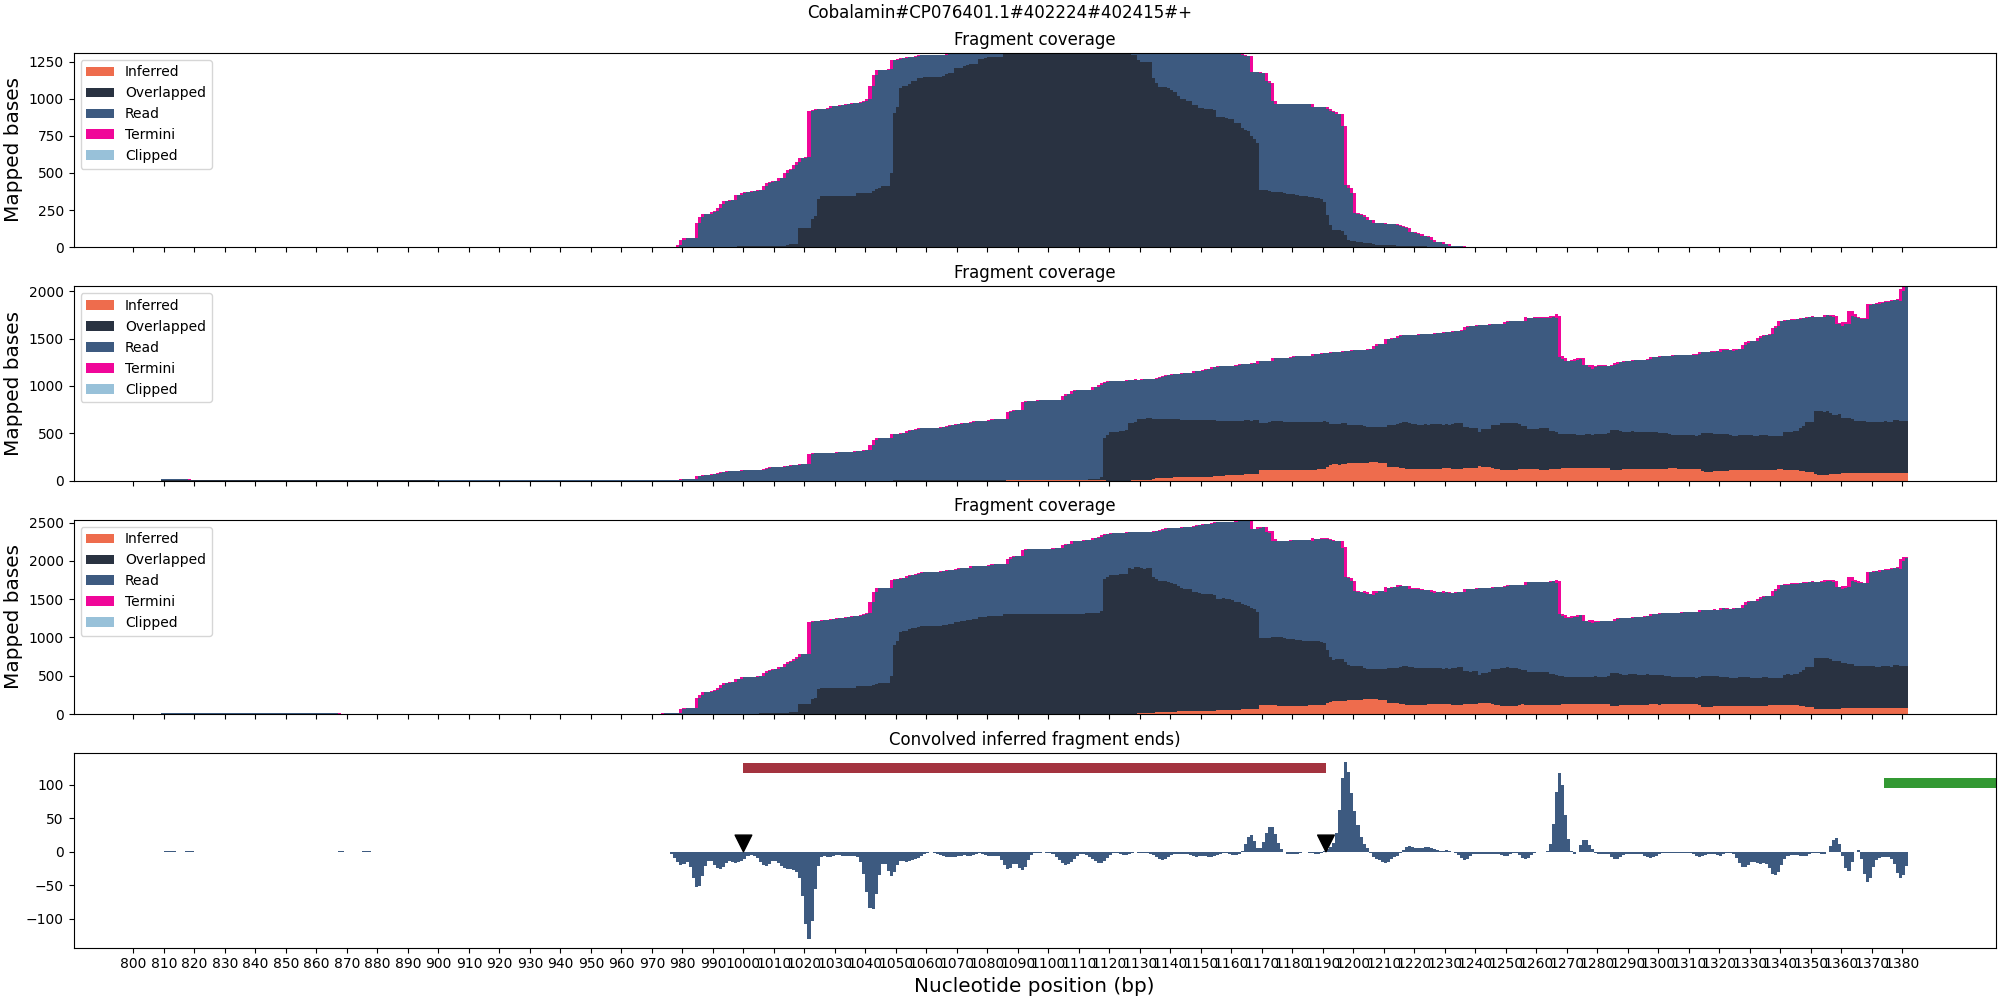 Cobalamin#CP076401.1#402224#402415#+
Fragment coverage
Mapped bases
1250
1000
750
500
250
0
Inferred
Overlapped
Read
Termini
Clipped
Fragment coverage
Mapped bases
2000
1500
1000
500
0
Inferred
Overlapped
Read
Termini
Clipped
Fragment coverage
Mapped bases
2500
2000
1500
1000
500
0
Inferred
Overlapped
Read
Termini
Clipped
Convolved inferred fragment ends)
100
50
0
−50
−100
800 810 820 830 840 850 860 870 880 890 900 910 920 930 940 950 960 970 980 990 1000 1010 1020 1030 1040 1050 1060 1070 1080 1090 1100 1110 1120 1130 1140 1150 1160 1170 1180 1190 1200 1210 1220 1230 1240 1250 1260 1270 1280 1290 1300 1310 1320 1330 1340 1350 1360 1370 1380
Nucleotide position (bp)